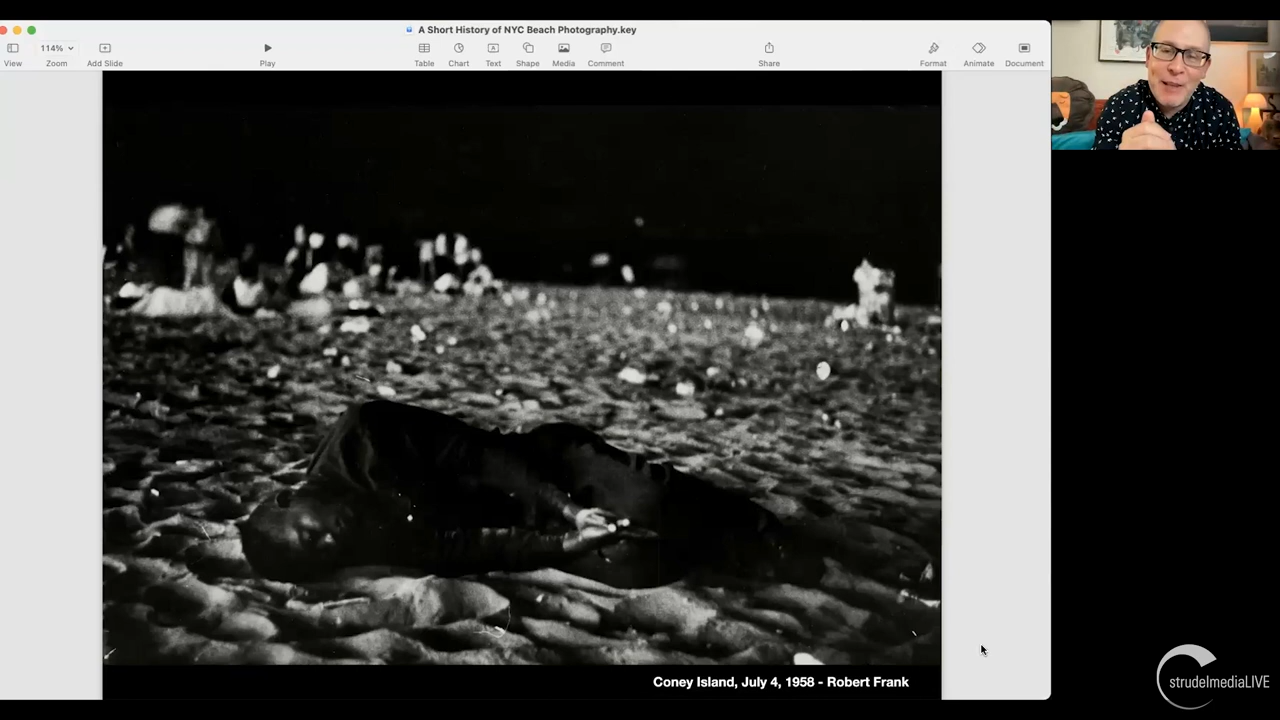 A Short History of NYC Beach Photography.key
114%
View
Zoom
Add Slide
Play
Table
Chart
Text
Shape
Media
Comment
Share
Format
Animate
Document
Coney Island, July 4, 1958 - Robert Frank
strudelmediaLIVE